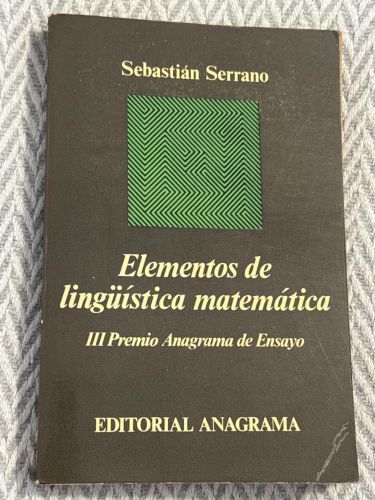 Sebastián Serrano
Elementos de
lingüística matemática
III Premio Anagrama de Ensayo
EDITORIAL ANAGRAMA